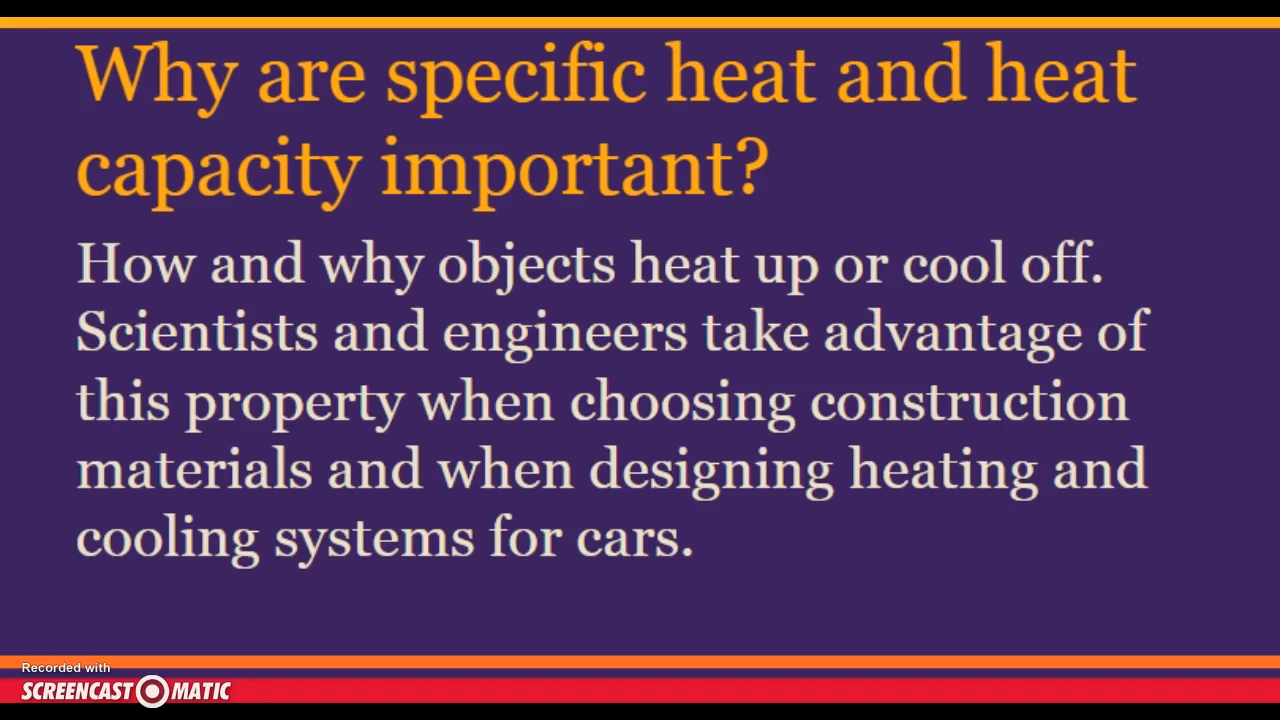 Why are specific heat and heat
capacity important?
How and why objects heat up or cool off.
Scientists and engineers take advantage of
this property when choosing construction
materials and when designing heating and
cooling systems for cars.
Recorded with
SCREENCAST MATIC